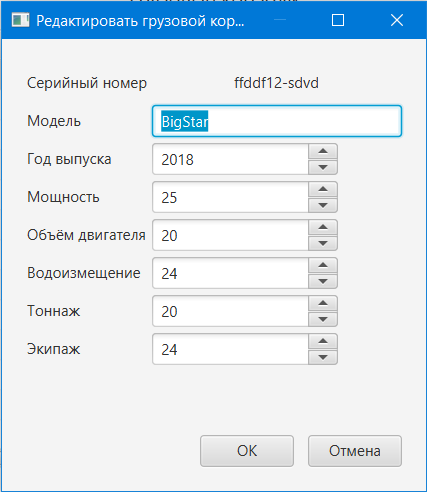 Редактировать грузовой кор...
Серийный номер ffddf12-sdvd
Модель BigStar
Год выпуска 2018
Мощность 25
Объём двигателя 20
Водоизмещение 24
Тоннаж 20
Экипаж 24
OK Отмена